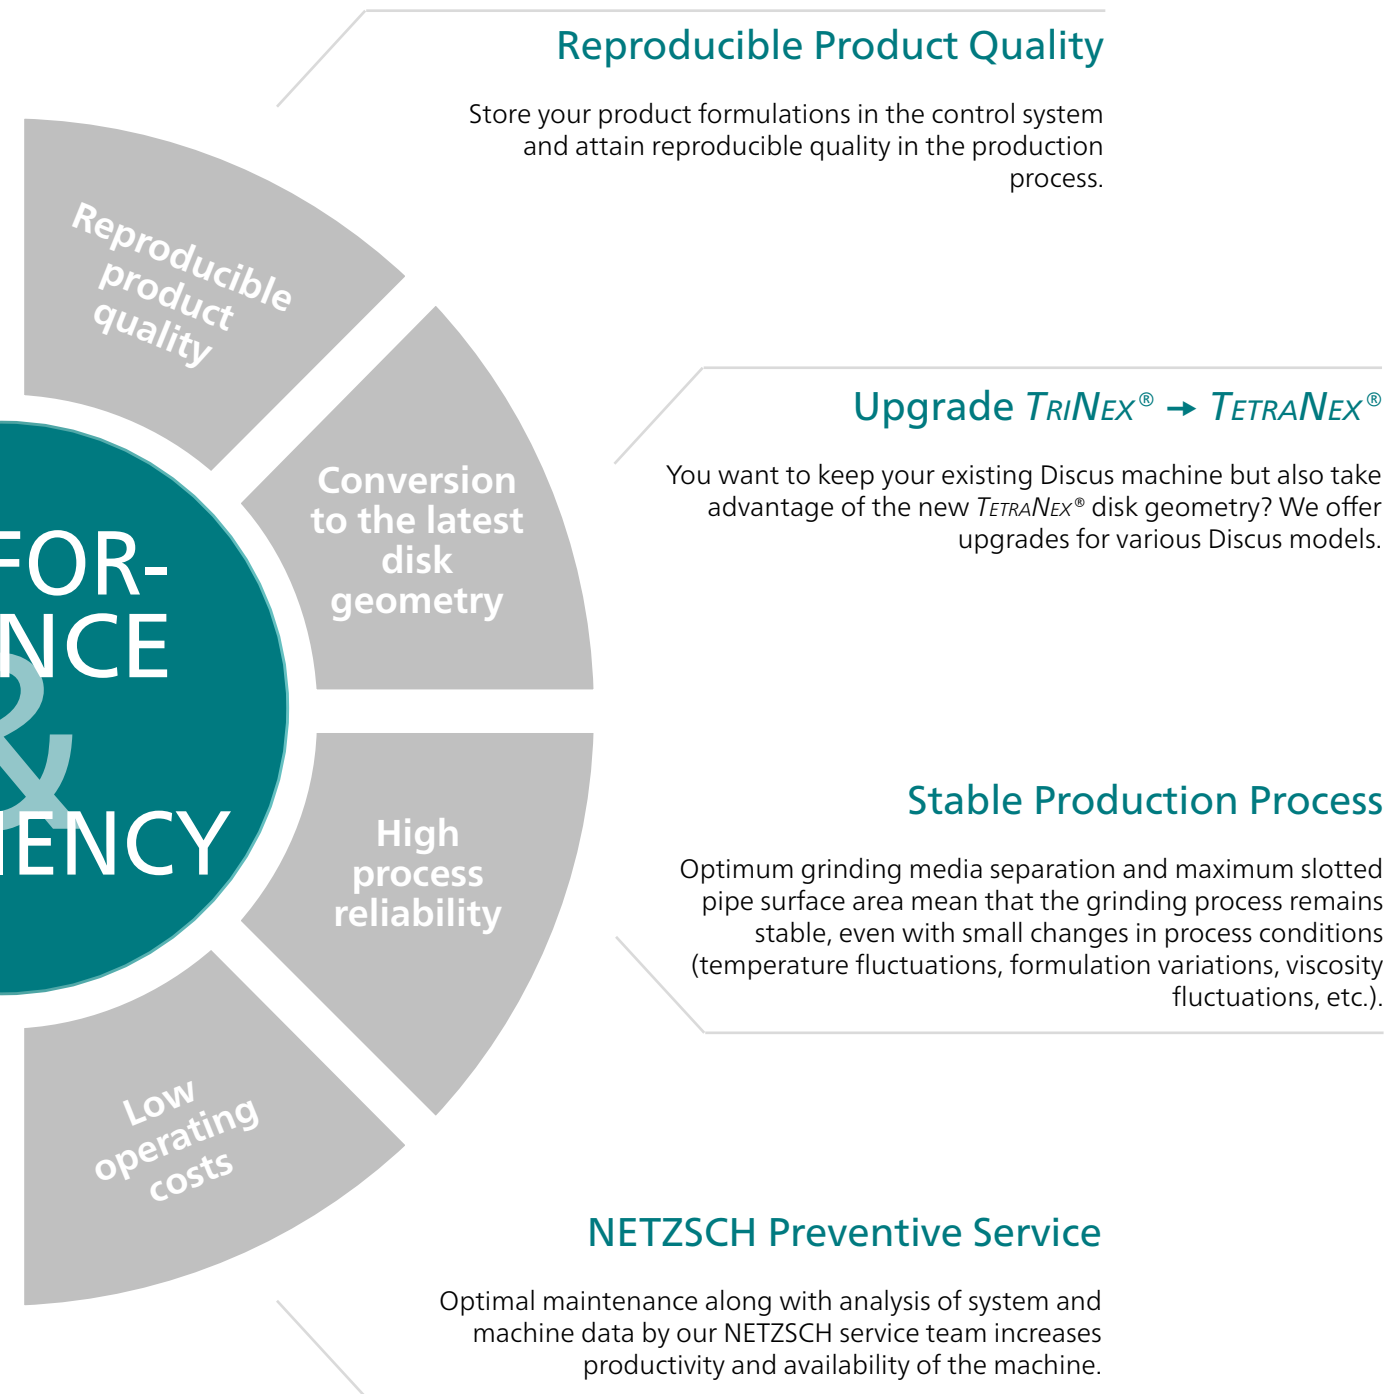 Reproducible Product Quality
Store your product formulations in the control system
and attain reproducible quality in the production
process.
Reproducible
product
quality
Upgrade TRINEX® → TETRANEX®
You want to keep your existing Discus machine but also take
advantage of the new TETRANEX® disk geometry? We offer
upgrades for various Discus models.
Conversion
to the latest
disk
geometry
FOR-
NCE
&
IENCY
Stable Production Process
Optimum grinding media separation and maximum slotted
pipe surface area mean that the grinding process remains
stable, even with small changes in process conditions
(temperature fluctuations, formulation variations, viscosity
fluctuations, etc.).
High
process
reliability
Low
operating
costs
NETZSCH Preventive Service
Optimal maintenance along with analysis of system and
machine data by our NETZSCH service team increases
productivity and availability of the machine.